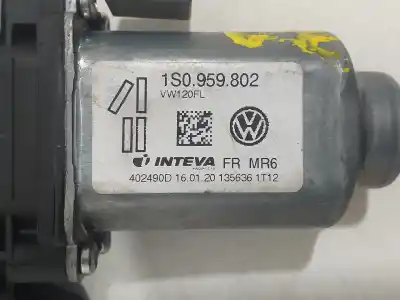 1S0.959.802
VW120FL
INTEVA FR MR6
402490D 16.01.20 135636 1T12